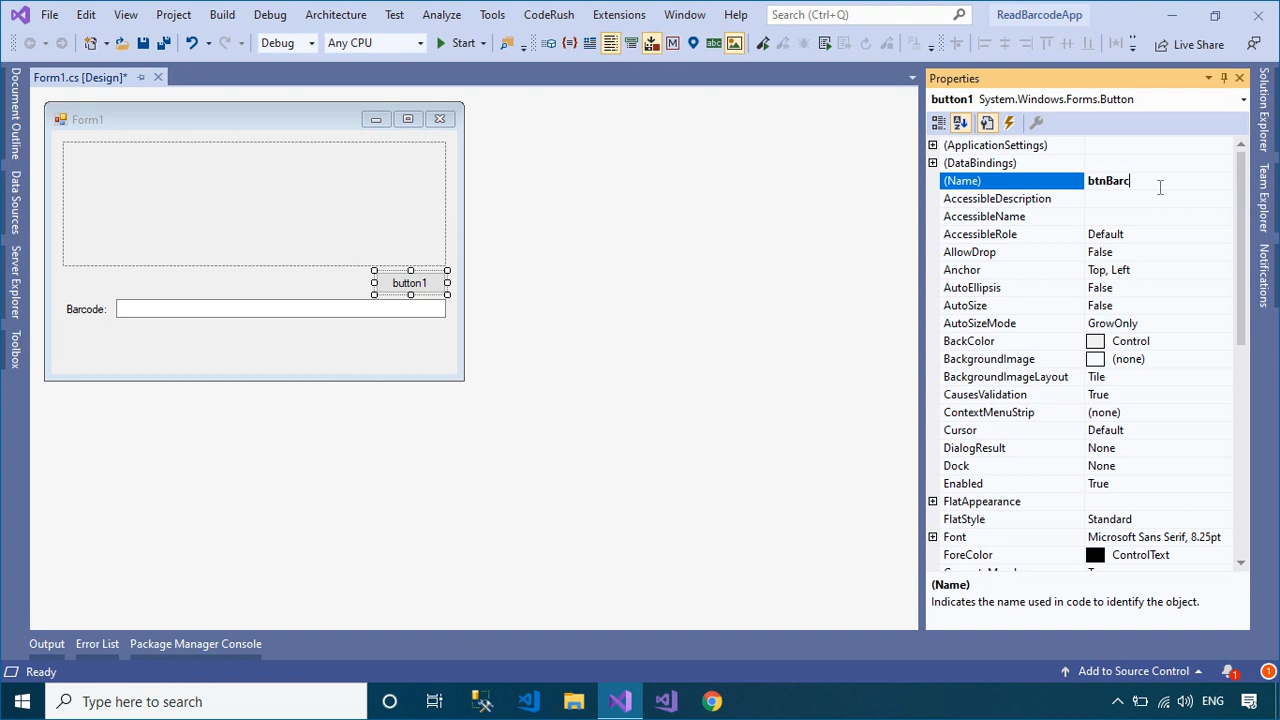 File Edit View Project Build Debug Architecture Test Analyze Tools CodeRush Extensions Window Help Search (Ctrl+Q) ReadBarcodeApp
Debug Any CPU Start Live Share
Form1.cs [Design]*
Document Outline
Data Sources
Server Explorer
Toolbox
Form1
button1
Barcode:
Properties
button1 System.Windows.Forms.Button
(ApplicationSettings)
(DataBindings)
(Name) btnBarc
AccessibleDescription
AccessibleName
AccessibleRole Default
AllowDrop False
Anchor Top, Left
AutoEllipsis False
AutoSize False
AutoSizeMode GrowOnly
BackColor Control
BackgroundImage (none)
BackgroundImageLayout Tile
CausesValidation True
ContextMenuStrip (none)
Cursor Default
DialogResult None
Dock None
Enabled True
FlatAppearance
FlatStyle Standard
Font Microsoft Sans Serif, 8.25pt
ForeColor ControlText
(Name)
Indicates the name used in code to identify the object.
Solution Explorer
Team Explorer
Notifications
Output Error List Package Manager Console
Ready Add to Source Control 1 1
Type here to search ENG